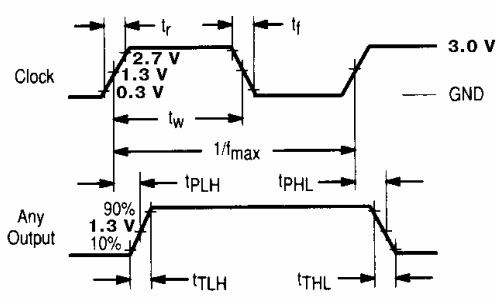 tr
tf
2.7 V
3.0 V
Clock
1.3 V
0.3 V
GND
tw
1/fmax
tPLH
tPHL
90%
Any
1.3 V
Output
10%
tTLH
tTHL